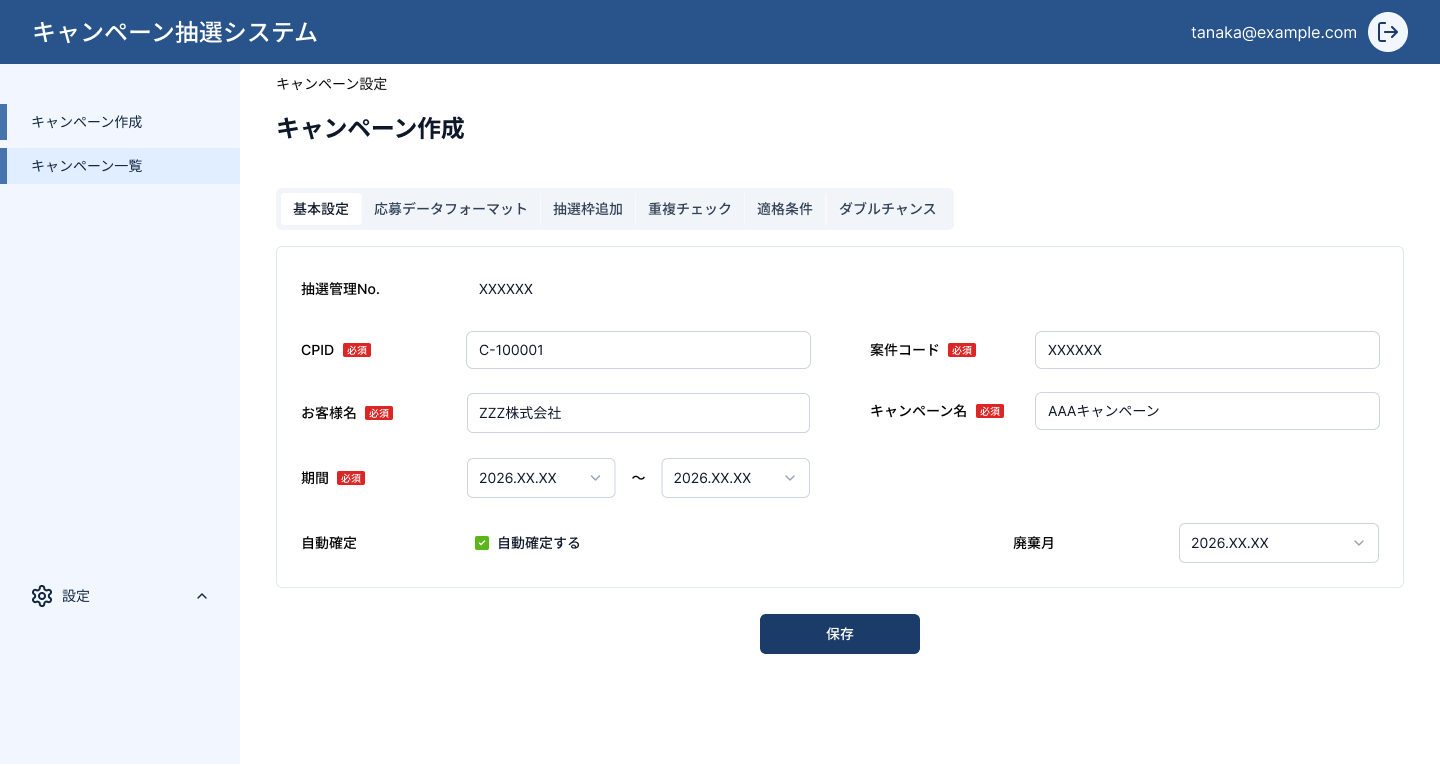 キャンペーン抽選システム
tanaka@example.com
キャンペーン作成
キャンペーン一覧
設定
キャンペーン設定
キャンペーン作成
基本設定 応募データフォーマット 抽選枠追加 重複チェック 適格条件 ダブルチャンス
抽選管理No. XXXXXX
CPID 必須 C-100001 案件コード 必須 XXXXXX
お客様名 必須 ZZZ株式会社 キャンペーン名 必須 AAAキャンペーン
期間 必須 2026.XX.XX 〜 2026.XX.XX
自動確定 自動確定する 廃棄月 2026.XX.XX
保存